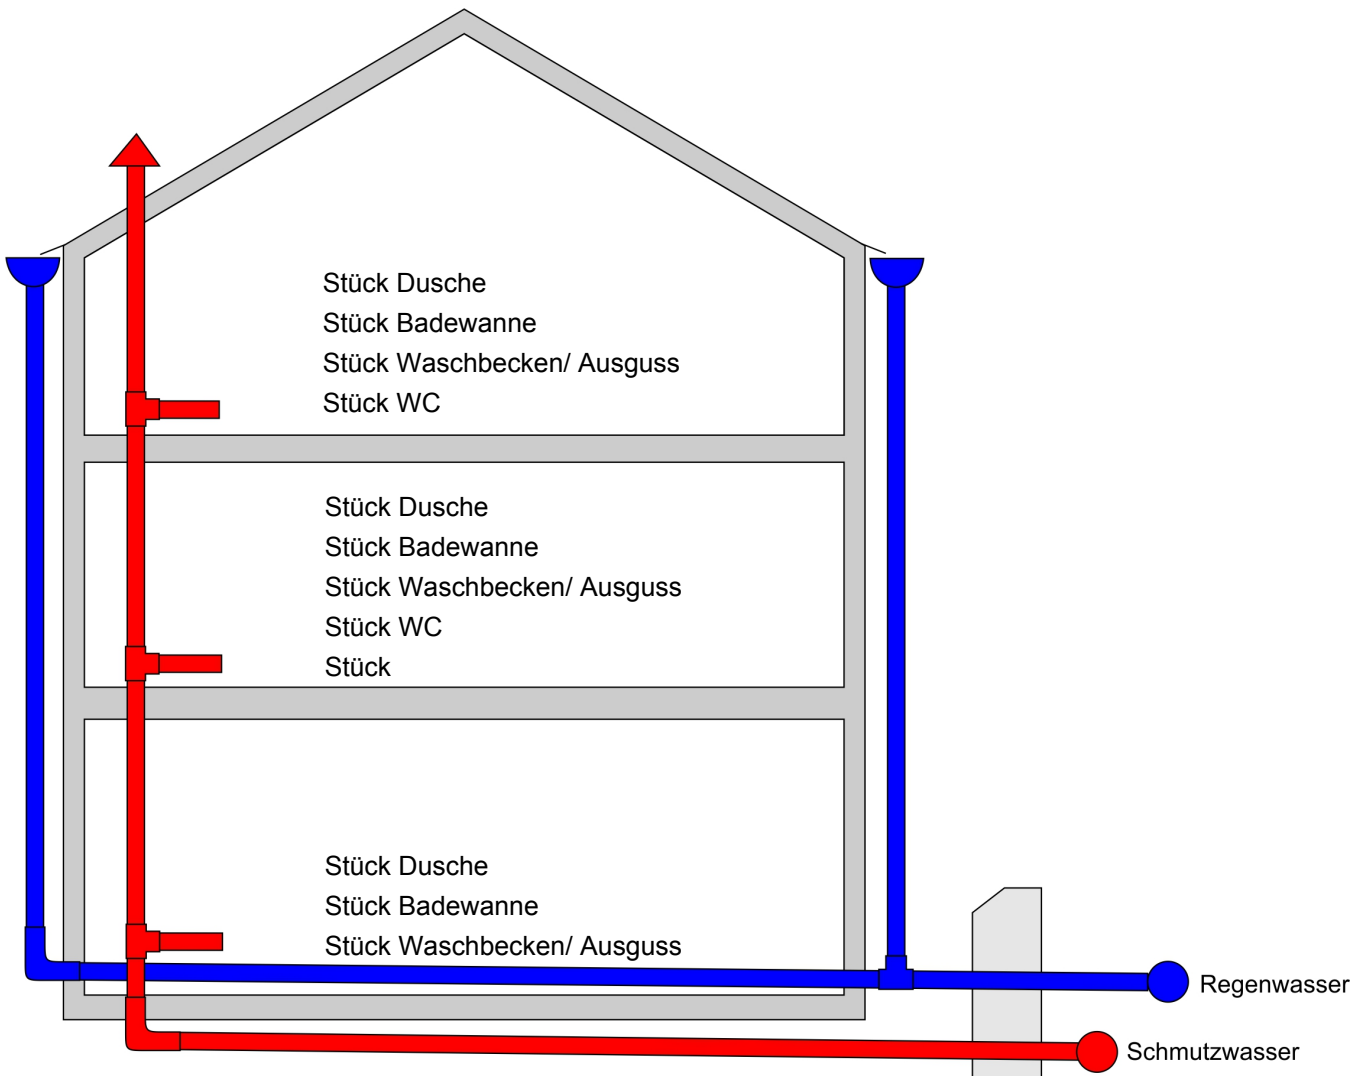 Stück Dusche
Stück Badewanne
Stück Waschbecken/ Ausguss
Stück WC
Stück Dusche
Stück Badewanne
Stück Waschbecken/ Ausguss
Stück WC
Stück
Stück Dusche
Stück Badewanne
Stück Waschbecken/ Ausguss
Regenwasser
Schmutzwasser